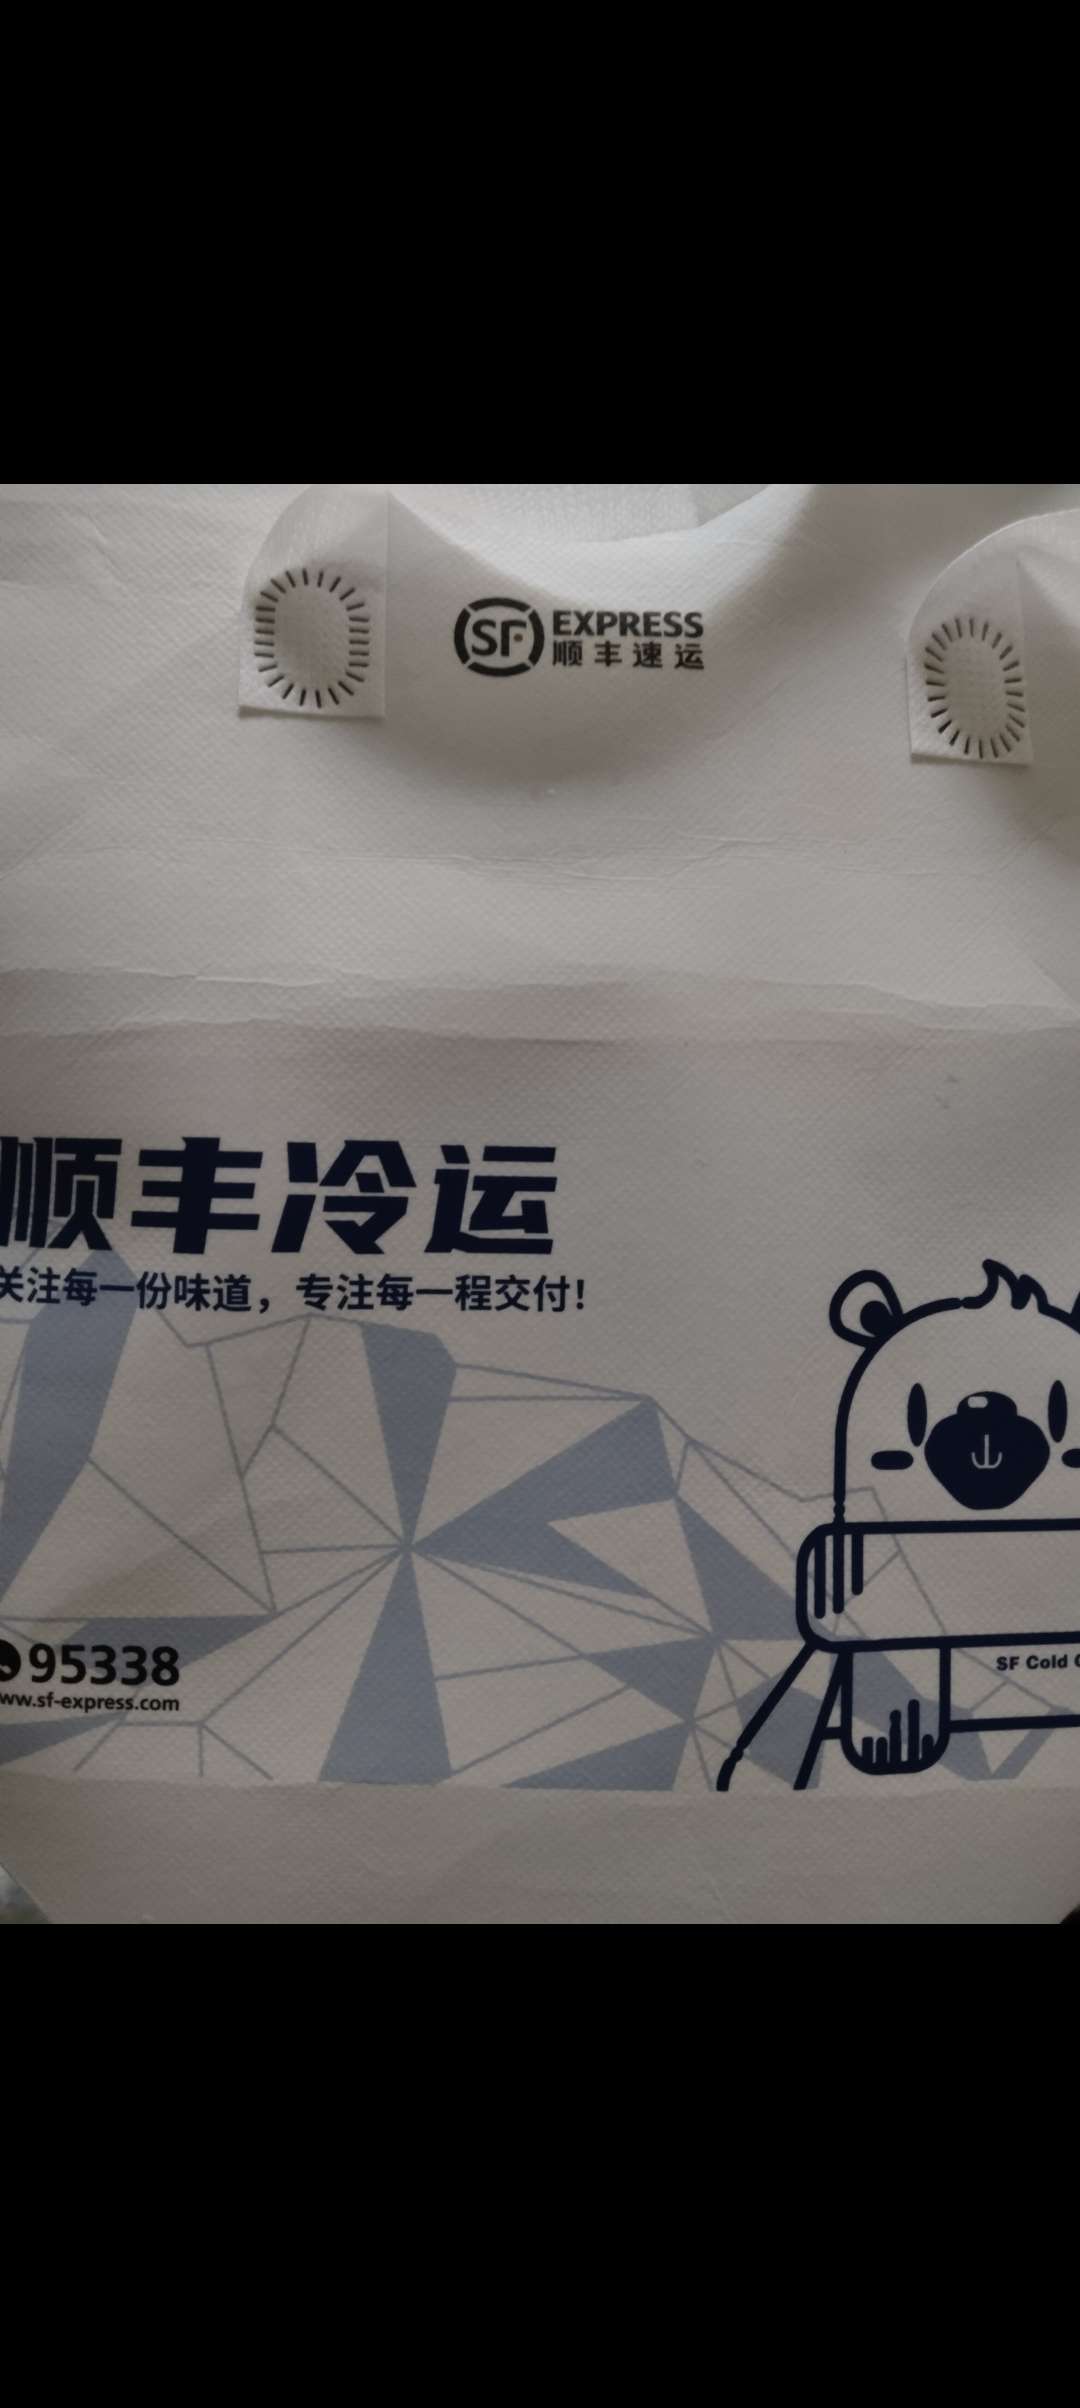 SF EXPRESS
顺丰速运
顺丰冷运
关注每一份味道，专注每一程交付!
95338
ww.sf-express.com
SF Cold